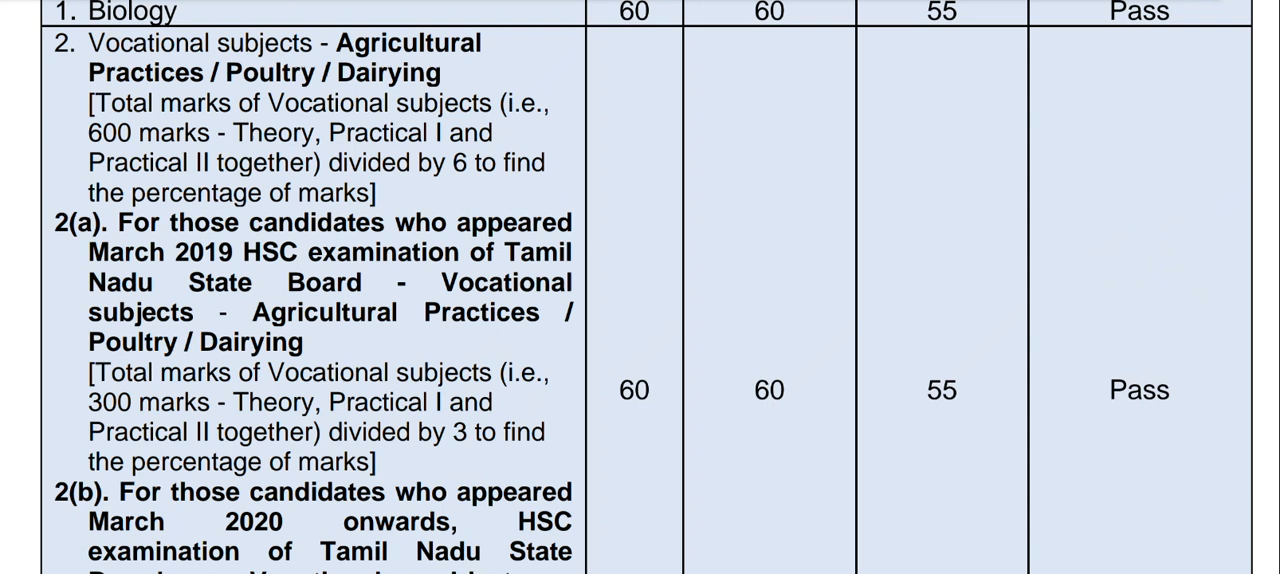 1. Biology 60 60 55 Pass
2. Vocational subjects - Agricultural
Practices / Poultry / Dairying
[Total marks of Vocational subjects (i.e.,
600 marks - Theory, Practical I and
Practical II together) divided by 6 to find
the percentage of marks]
2(a). For those candidates who appeared
March 2019 HSC examination of Tamil
Nadu State Board - Vocational
subjects - Agricultural Practices /
Poultry / Dairying
[Total marks of Vocational subjects (i.e.,
300 marks - Theory, Practical I and
Practical II together) divided by 3 to find
the percentage of marks]
2(b). For those candidates who appeared
March 2020 onwards, HSC
examination of Tamil Nadu State
60 60 55 Pass